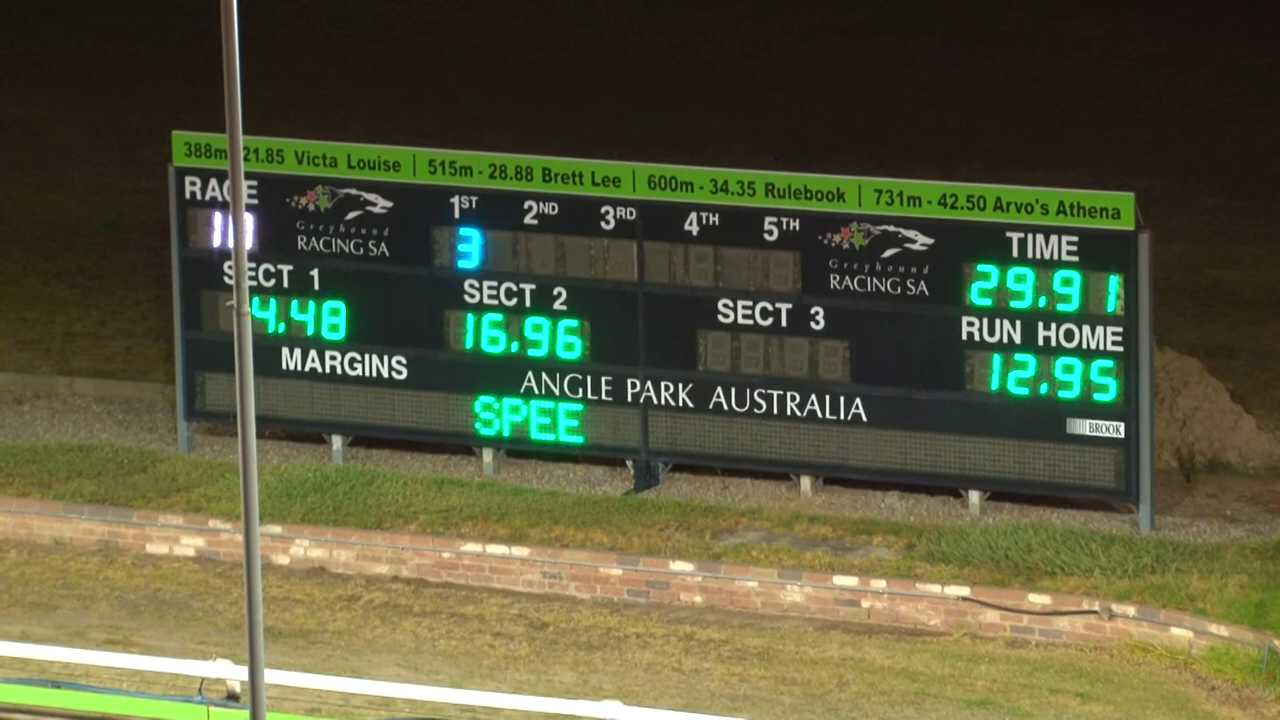 388m - 21.85 Victa Louise | 515m - 28.88 Brett Lee | 600m - 34.35 Rulebook | 731m - 42.50 Arvo's Athena
RACE
10
Greyhound
RACING SA
1ST 2ND 3RD 4TH 5TH
3
Greyhound
RACING SA
TIME
29.91
SECT 1
4.48
SECT 2
16.96
SECT 3
RUN HOME
12.95
MARGINS
ANGLE PARK AUSTRALIA
SPEE
BROOK